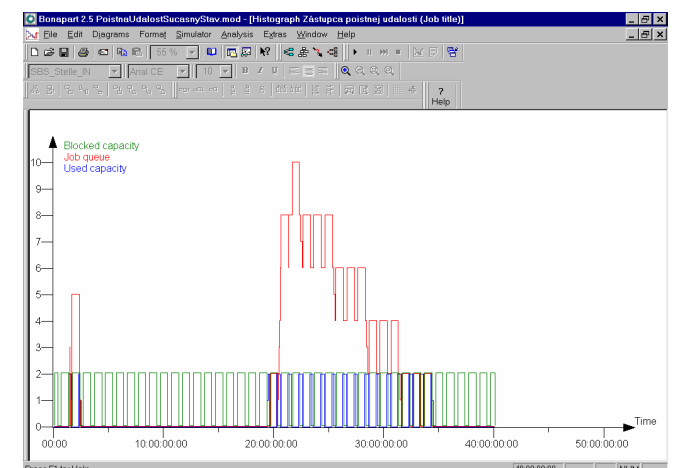 Bonapart 2.5 PoistnaUdalostSucasnyStav.mod - [Histograph Zástupca poistnej udalosti (Job title)]
File Edit Diagrams Format Simulator Analysis Extras Window Help
55 %
SBS_Stelle_IN Arial CE 10 B I U
?
Help
Blocked capacity
Job queue
Used capacity
10
9
8
7
6
5
4
3
2
1
0
Time
00:00 10:00:00:00 20:00:00:00 30:00:00:00 40:00:00:00 50:00:00:00